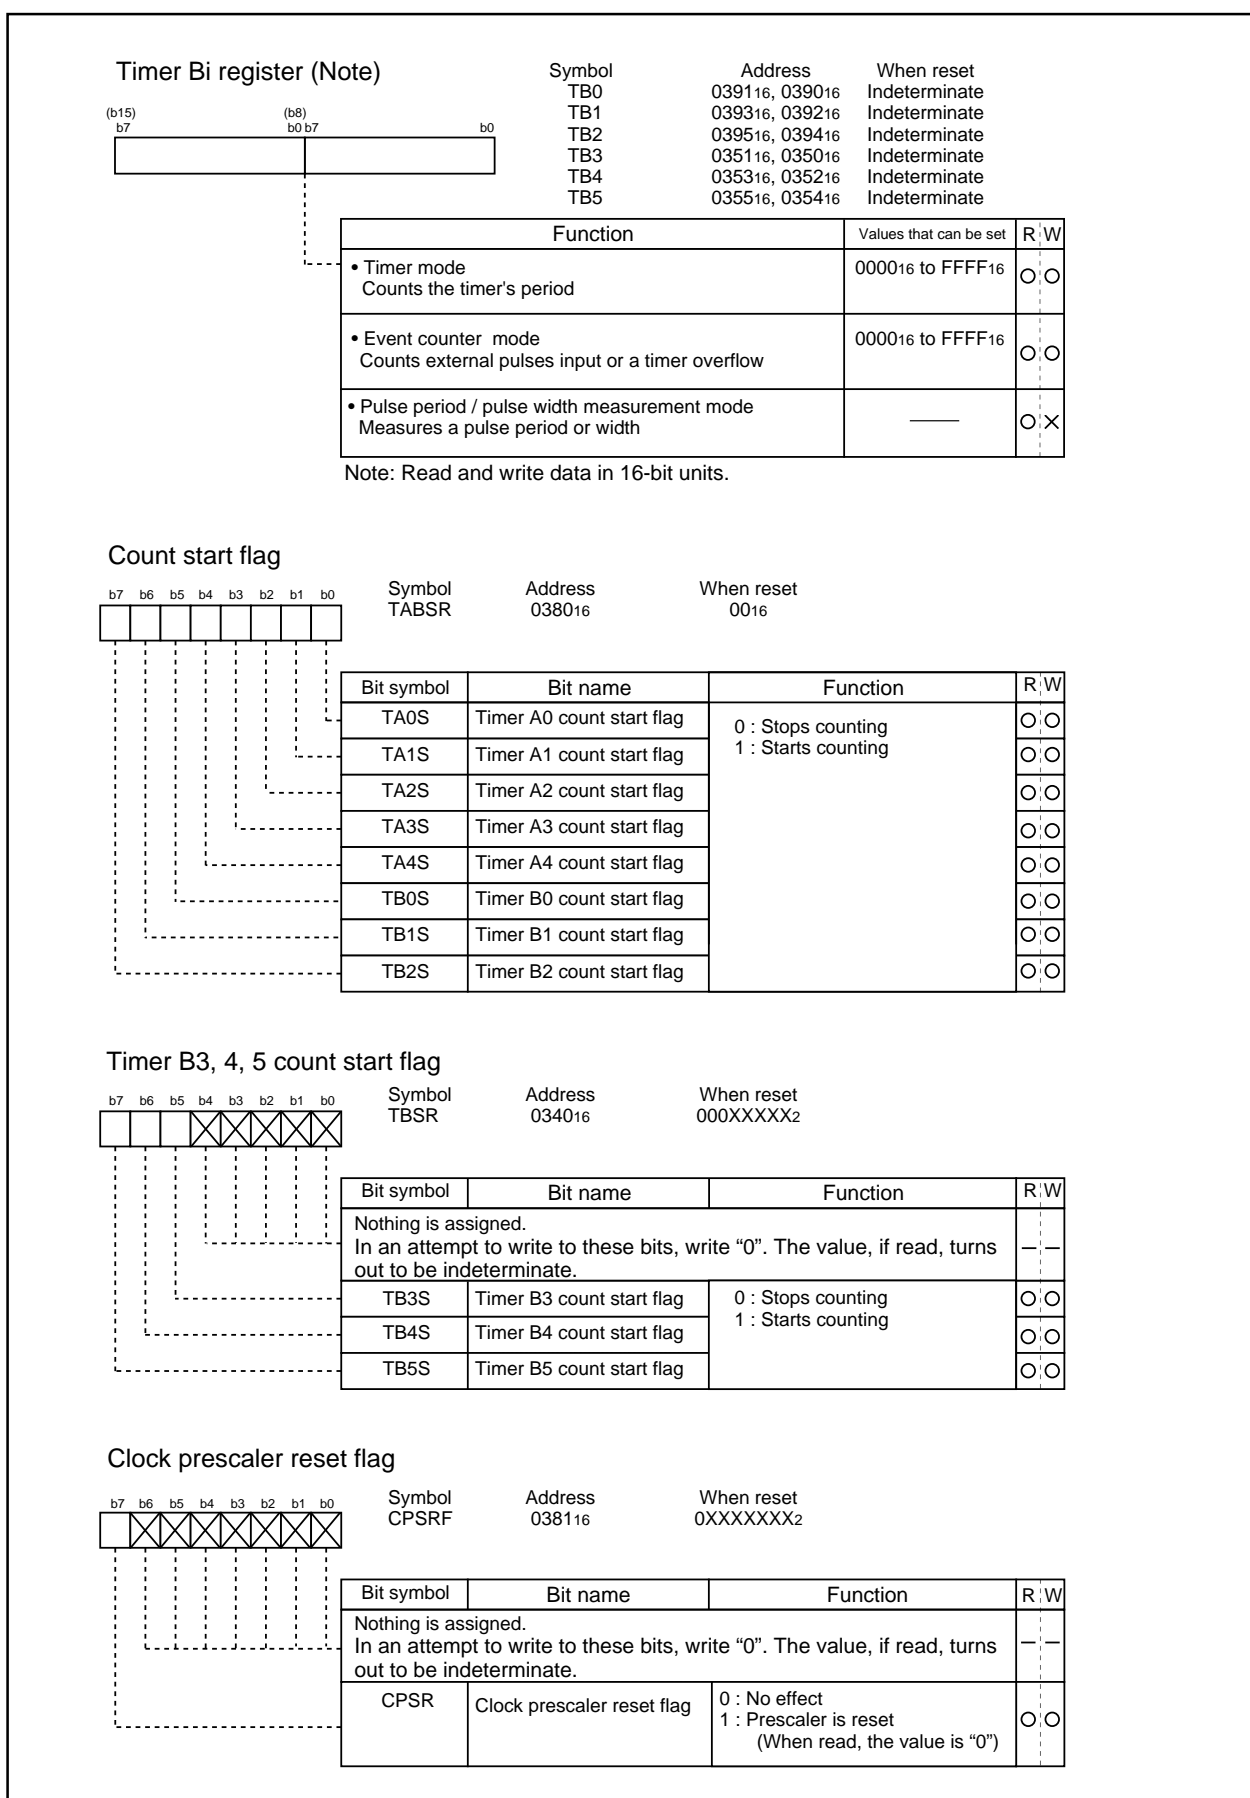 Timer Bi register (Note)
Symbol Address When reset
TB0 039116, 039016 Indeterminate
TB1 039316, 039216 Indeterminate
TB2 039516, 039416 Indeterminate
TB3 035116, 035016 Indeterminate
TB4 035316, 035216 Indeterminate
TB5 035516, 035416 Indeterminate
(b15) (b8)
b7 b0 b7 b0
Function Values that can be set R W
• Timer mode 000016 to FFFF16
Counts the timer's period
• Event counter mode 000016 to FFFF16
Counts external pulses input or a timer overflow
• Pulse period / pulse width measurement mode
Measures a pulse period or width
Note: Read and write data in 16-bit units.
Count start flag
Symbol Address When reset
TABSR 038016 0016
b7 b6 b5 b4 b3 b2 b1 b0
Bit symbol Bit name Function R W
TA0S Timer A0 count start flag 0 : Stops counting
TA1S Timer A1 count start flag 1 : Starts counting
TA2S Timer A2 count start flag
TA3S Timer A3 count start flag
TA4S Timer A4 count start flag
TB0S Timer B0 count start flag
TB1S Timer B1 count start flag
TB2S Timer B2 count start flag
Timer B3, 4, 5 count start flag
Symbol Address When reset
TBSR 034016 000XXXXX2
b7 b6 b5 b4 b3 b2 b1 b0
Bit symbol Bit name Function R W
Nothing is assigned.
In an attempt to write to these bits, write “0”. The value, if read, turns
out to be indeterminate.
TB3S Timer B3 count start flag 0 : Stops counting
TB4S Timer B4 count start flag 1 : Starts counting
TB5S Timer B5 count start flag
Clock prescaler reset flag
Symbol Address When reset
CPSRF 038116 0XXXXXXX2
b7 b6 b5 b4 b3 b2 b1 b0
Bit symbol Bit name Function R W
Nothing is assigned.
In an attempt to write to these bits, write “0”. The value, if read, turns
out to be indeterminate.
CPSR Clock prescaler reset flag 0 : No effect
1 : Prescaler is reset
(When read, the value is “0”)